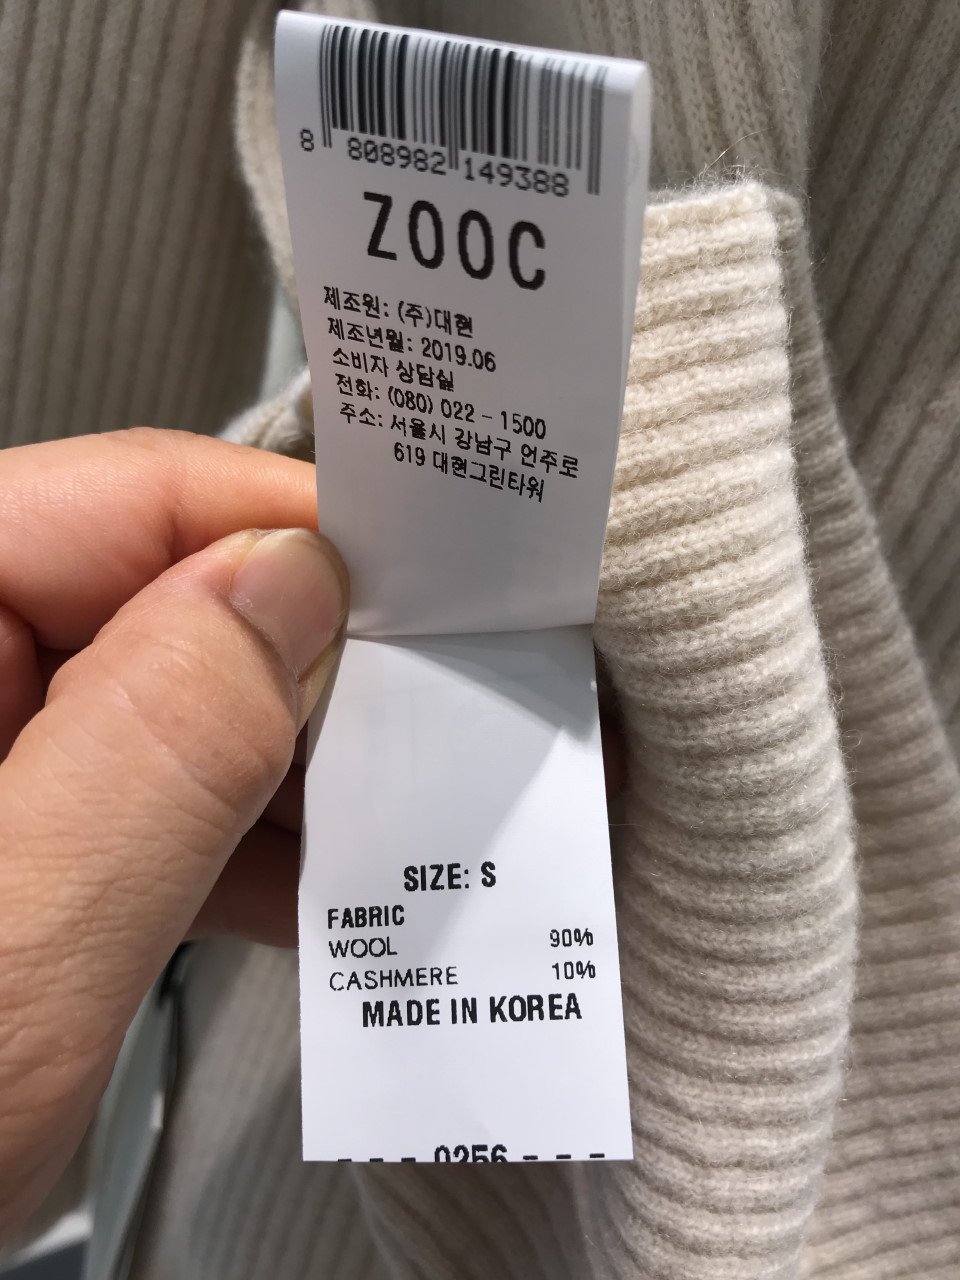 8 808982 149388
ZOOC
제조원: (주)대현
제조년월: 2019.06
소비자 상담실
전화: (080) 022-1500
주소: 서울시 강남구 언주로
619 대현그린타워
SIZE: S
FABRIC
WOOL 90%
CASHMERE 10%
MADE IN KOREA
- - - 0256 - - -